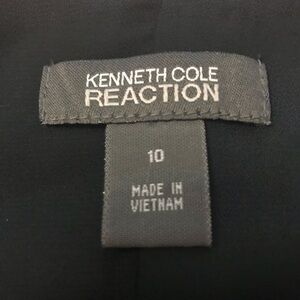 KENNETH COLE
REACTION
10
MADE IN
VIETNAM